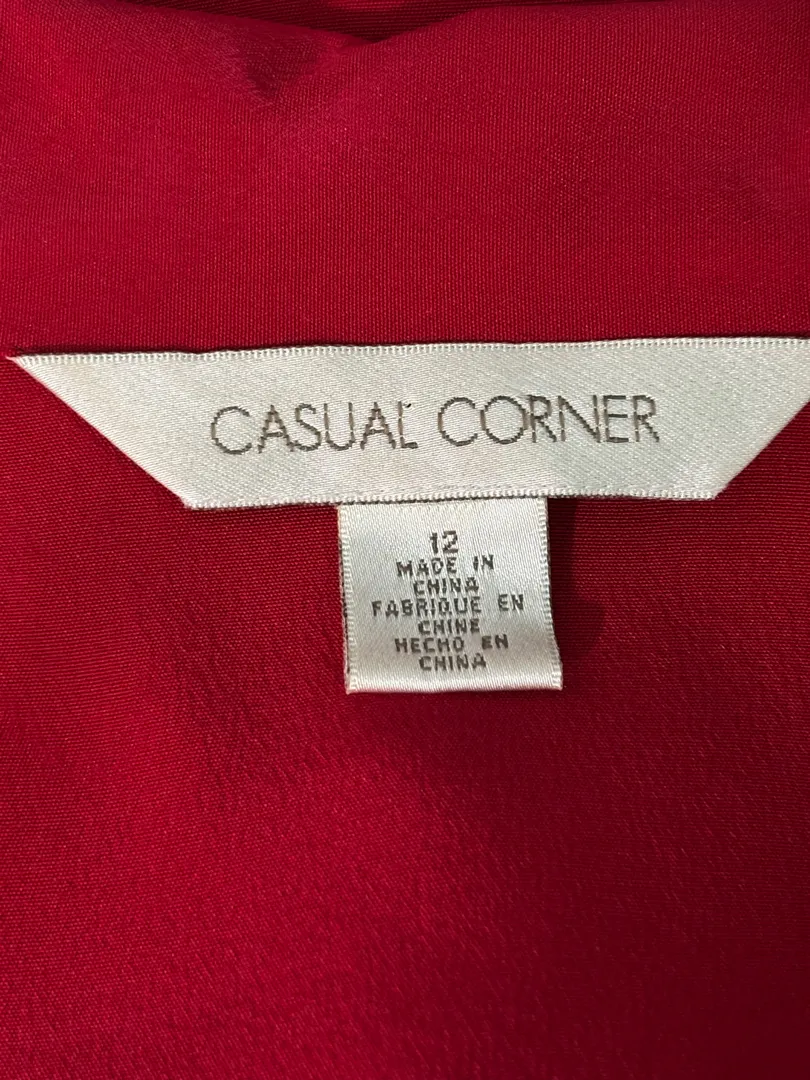 CASUAL CORNER
12
MADE IN
CHINA
FABRIQUE EN
CHINE
HECHO EN
CHINA